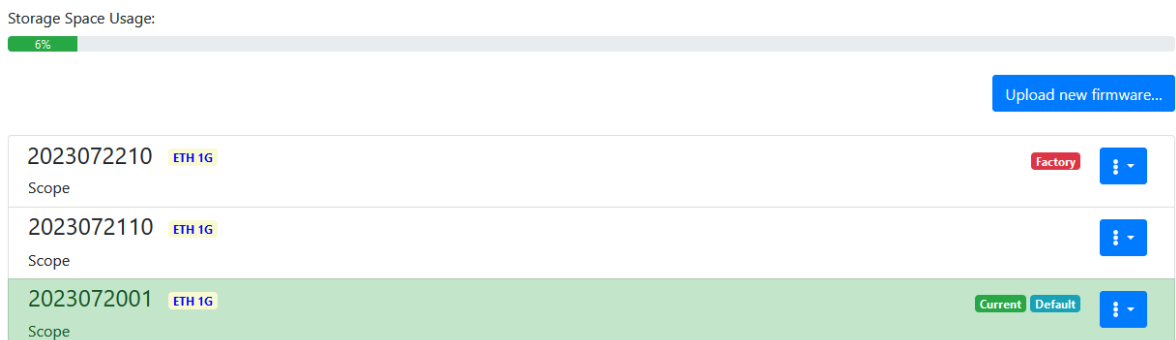 Storage Space Usage:
6%
Upload new firmware...
2023072210 ETH 1G Factory
Scope
2023072110 ETH 1G
Scope
2023072001 ETH 1G Current Default
Scope